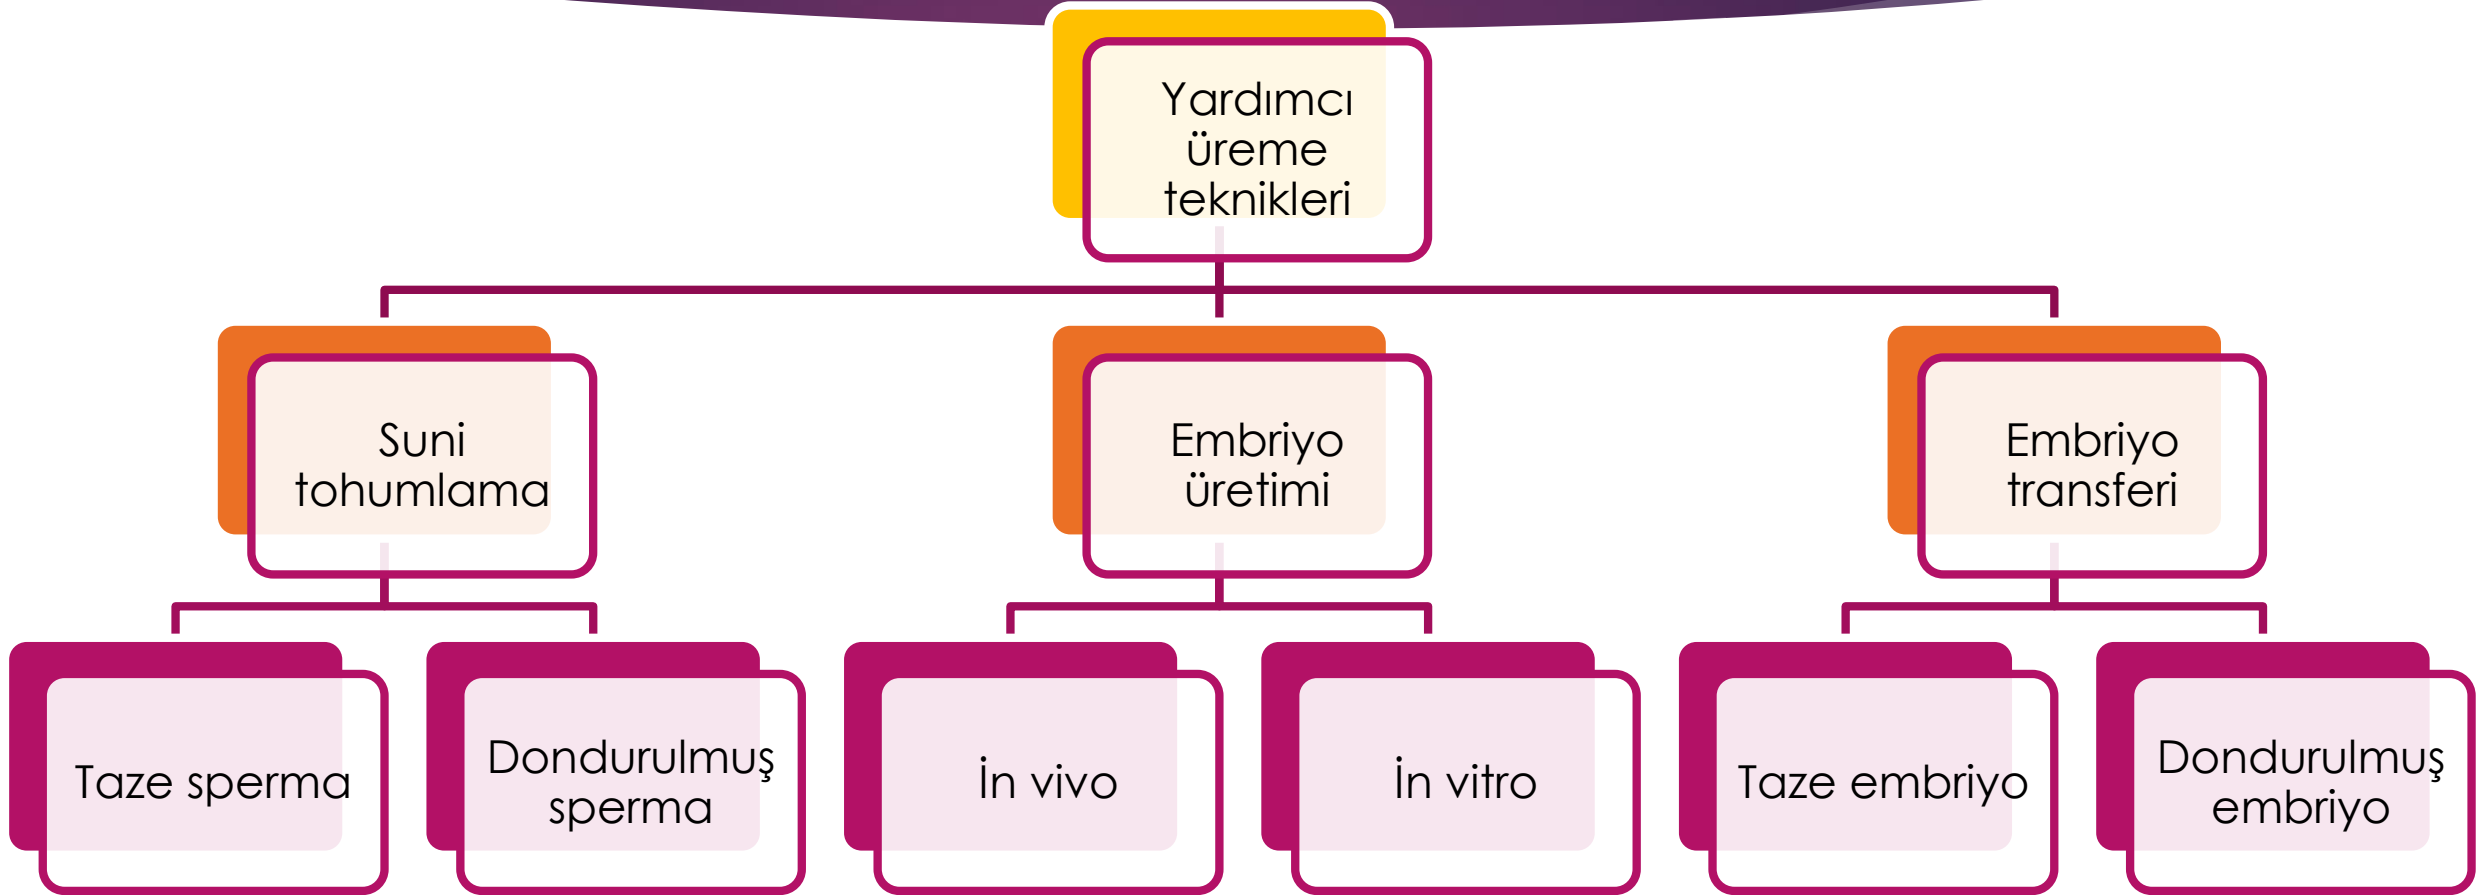 Yardımcı
üreme
teknikleri
Suni
tohumlama
Embriyo
üretimi
Embriyo
transferi
Taze sperma
Dondurulmuş
sperma
İn vivo
İn vitro
Taze embriyo
Dondurulmuş
embriyo